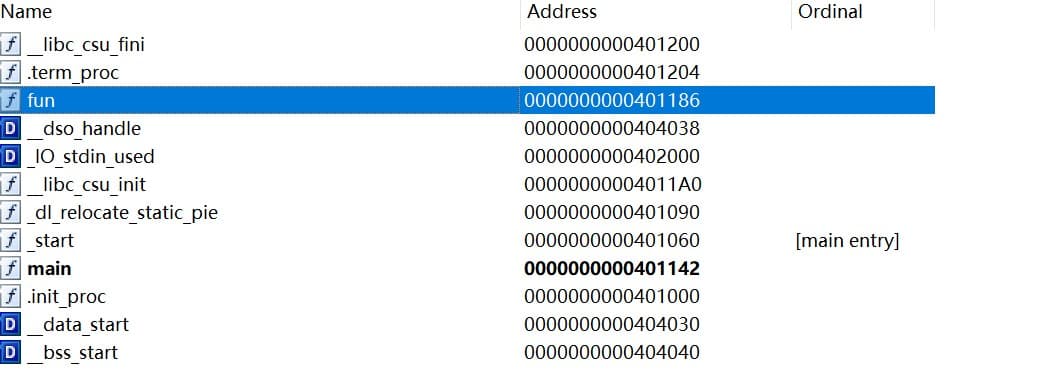 Name Address Ordinal
f __libc_csu_fini 0000000000401200
f .term_proc 0000000000401204
f fun 0000000000401186
D __dso_handle 0000000000404038
D _IO_stdin_used 0000000000402000
f __libc_csu_init 00000000004011A0
f _dl_relocate_static_pie 0000000000401090
f _start 0000000000401060 [main entry]
f main 0000000000401142
f .init_proc 0000000000401000
D __data_start 0000000000404030
D __bss_start 0000000000404040